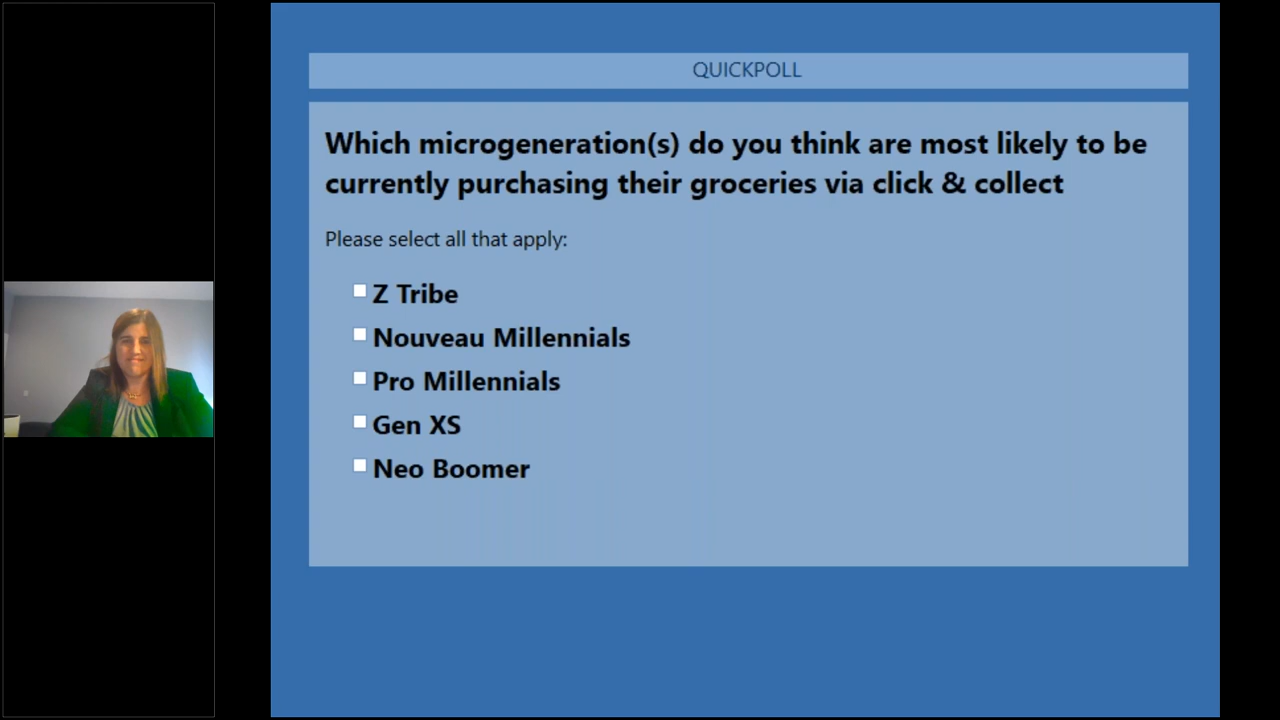 QUICKPOLL
Which microgeneration(s) do you think are most likely to be
currently purchasing their groceries via click & collect
Please select all that apply:
Z Tribe
Nouveau Millennials
Pro Millennials
Gen XS
Neo Boomer